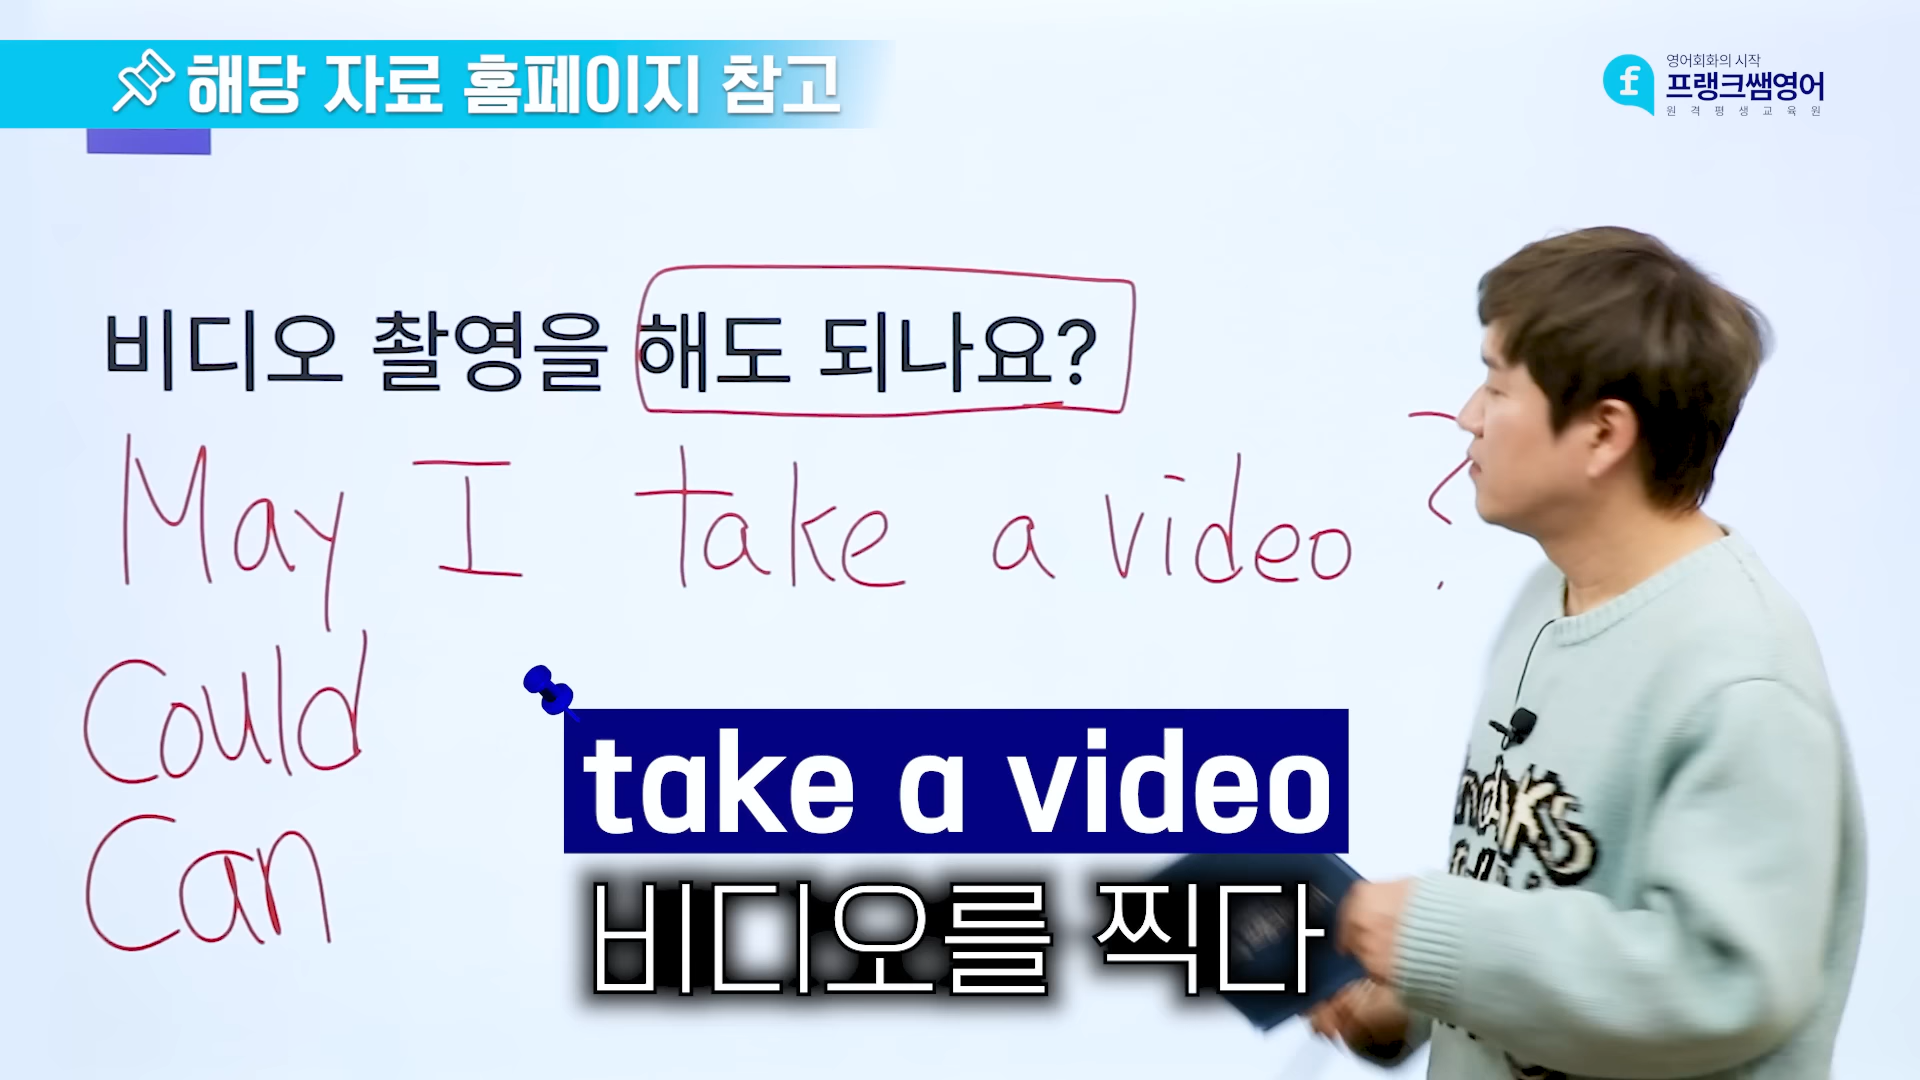 해당 자료 홈페이지 참고
영어회화의 시작
f 프랭크쌤영어
원격평생교육원
비디오 촬영을 해도 되나요?
May I take a video ?
Could
Can
take a video
비디오를 찍다